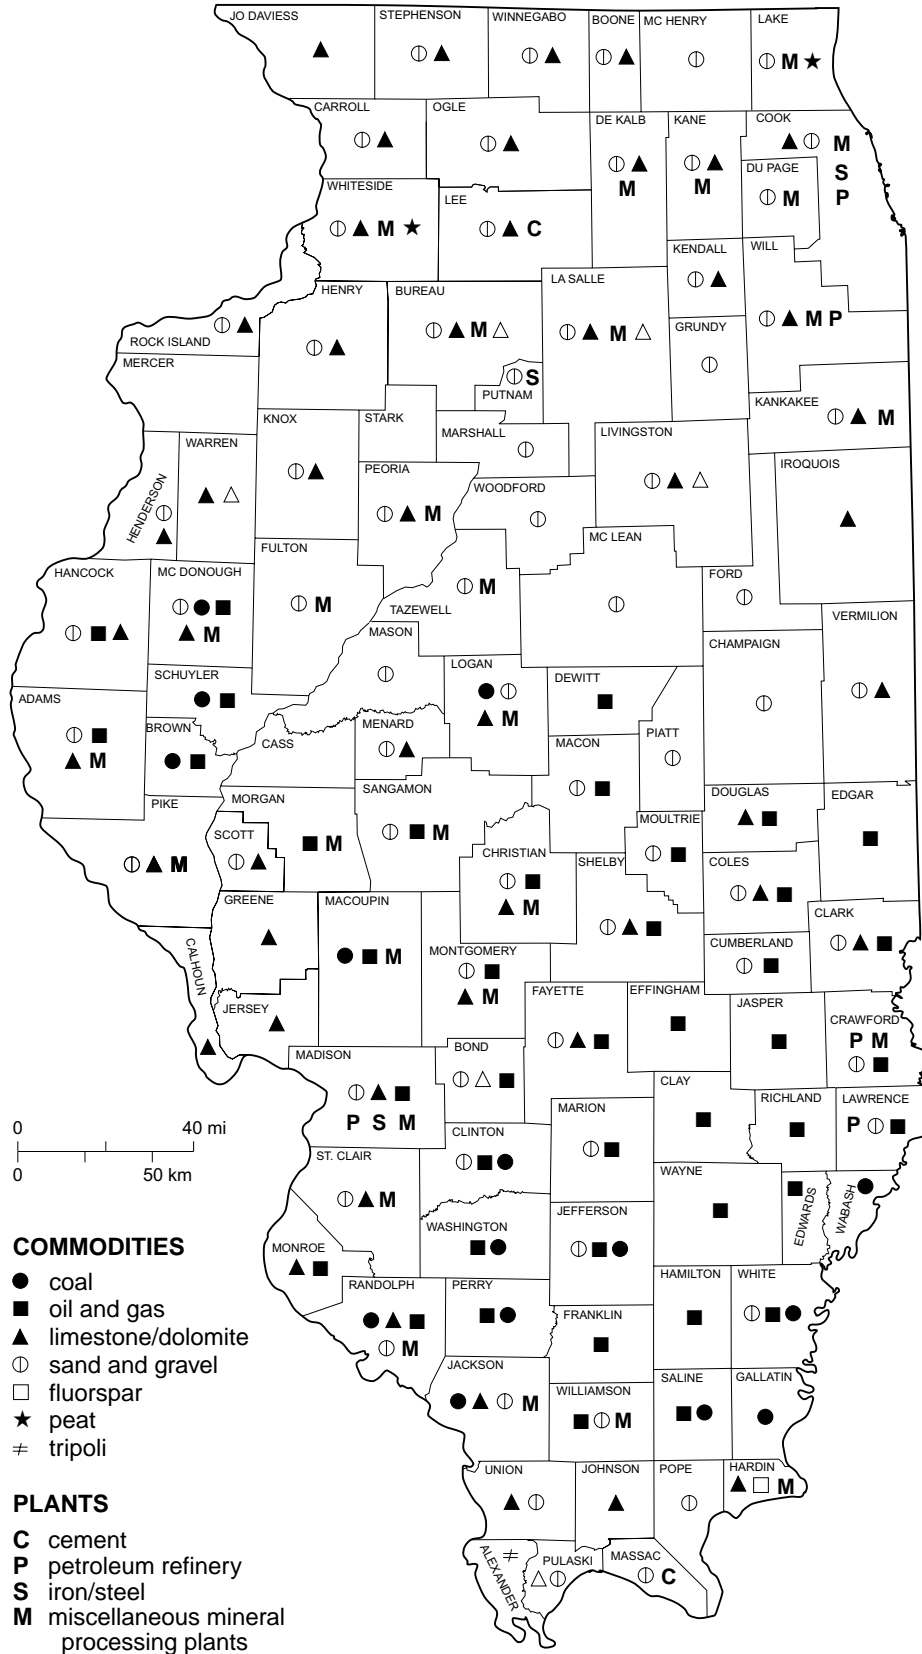 JO DAVIESS
STEPHENSON
WINNEGABO
BOONE
MC HENRY
LAKE
M
CARROLL
OGLE
DE KALB
M
KANE
M
COOK
M
S
P
DU PAGE
M
WHITESIDE
M
LEE
C
KENDALL
WILL
M P
HENRY
BUREAU
M
LA SALLE
M
GRUNDY
ROCK ISLAND
MERCER
S
PUTNAM
KANKAKEE
M
KNOX
STARK
MARSHALL
LIVINGSTON
WARREN
PEORIA
M
IROQUOIS
HENDERSON
WOODFORD
MC LEAN
FULTON
M
HANCOCK
MC DONOUGH
M
M
TAZEWELL
FORD
VERMILION
MASON
CHAMPAIGN
SCHUYLER
LOGAN
M
DEWITT
ADAMS
M
BROWN
CASS
MENARD
MACON
PIATT
PIKE
M
MORGAN
M
SANGAMON
M
DOUGLAS
EDGAR
SCOTT
MOULTRIE
CHRISTIAN
M
SHELBY
COLES
GREENE
MACOUPIN
M
CLARK
CALHOUN
MONTGOMERY
M
CUMBERLAND
JERSEY
FAYETTE
EFFINGHAM
JASPER
CRAWFORD
P M
MADISON
P S M
BOND
CLAY
RICHLAND
LAWRENCE
P
MARION
0 40 mi
0 50 km
ST. CLAIR
M
CLINTON
WAYNE
EDWARDS
WABASH
WASHINGTON
JEFFERSON
MONROE
RANDOLPH
M
PERRY
HAMILTON
WHITE
FRANKLIN
JACKSON
M
WILLIAMSON
M
SALINE
GALLATIN
UNION
JOHNSON
POPE
HARDIN
M
ALEXANDER
PULASKI
MASSAC
C
COMMODITIES
coal
oil and gas
limestone/dolomite
sand and gravel
fluorspar
peat
tripoli
PLANTS
C cement
P petroleum refinery
S iron/steel
M miscellaneous mineral
processing plants